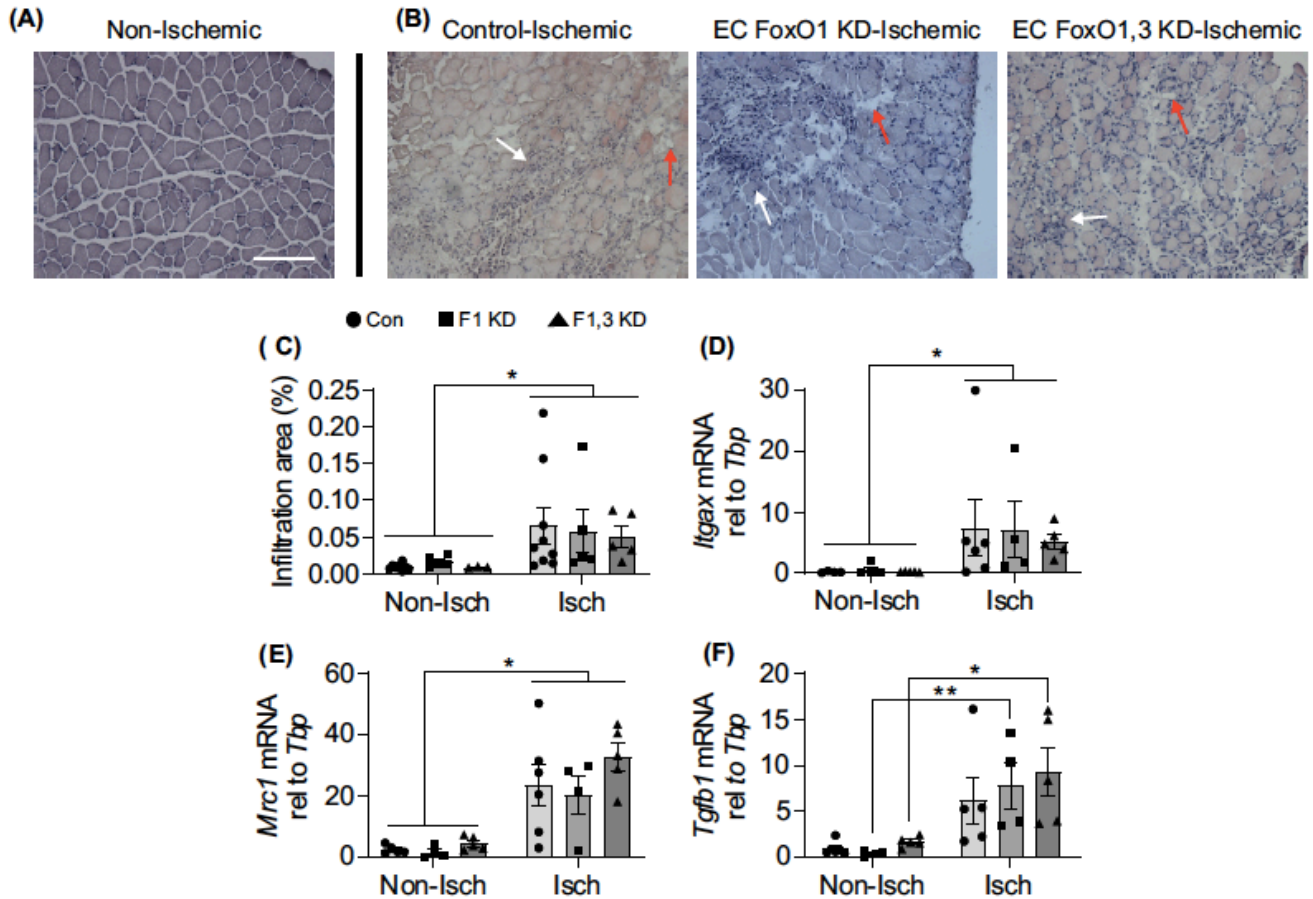 (A)
Non-Ischemic
(B)
Control-Ischemic
EC FoxO1 KD-Ischemic
EC FoxO1,3 KD-Ischemic
Con
F1 KD
F1,3 KD
( C)
Infiltration area (%)
0.25
0.20
0.15
0.10
0.05
0.00
*
Non-Isch
Isch
(D)
Itgax mRNA
rel to Tbp
30
20
10
0
*
Non-Isch
Isch
(E)
Mrc1 mRNA
rel to Tbp
60
40
20
0
*
Non-Isch
Isch
(F)
Tgfb1 mRNA
rel to Tbp
20
15
10
5
0
*
**
Non-Isch
Isch